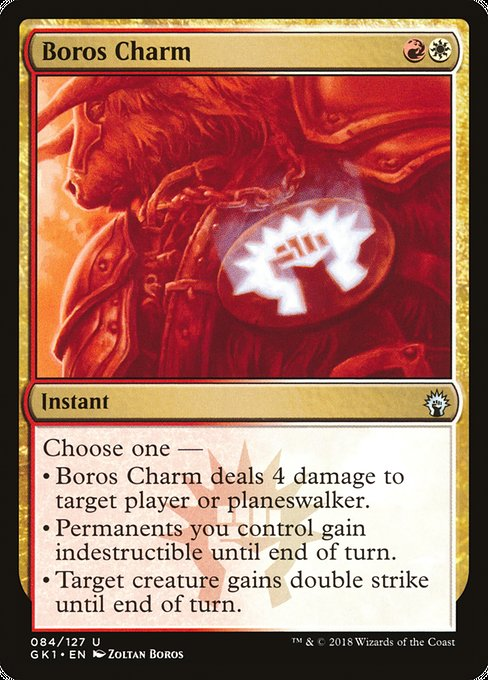 Boros Charm
Instant
Choose one —
• Boros Charm deals 4 damage to
target player or planeswalker.
• Permanents you control gain
indestructible until end of turn.
• Target creature gains double strike
until end of turn.
084/127 U
GK1 • EN Zoltan Boros
™ & © 2018 Wizards of the Coast